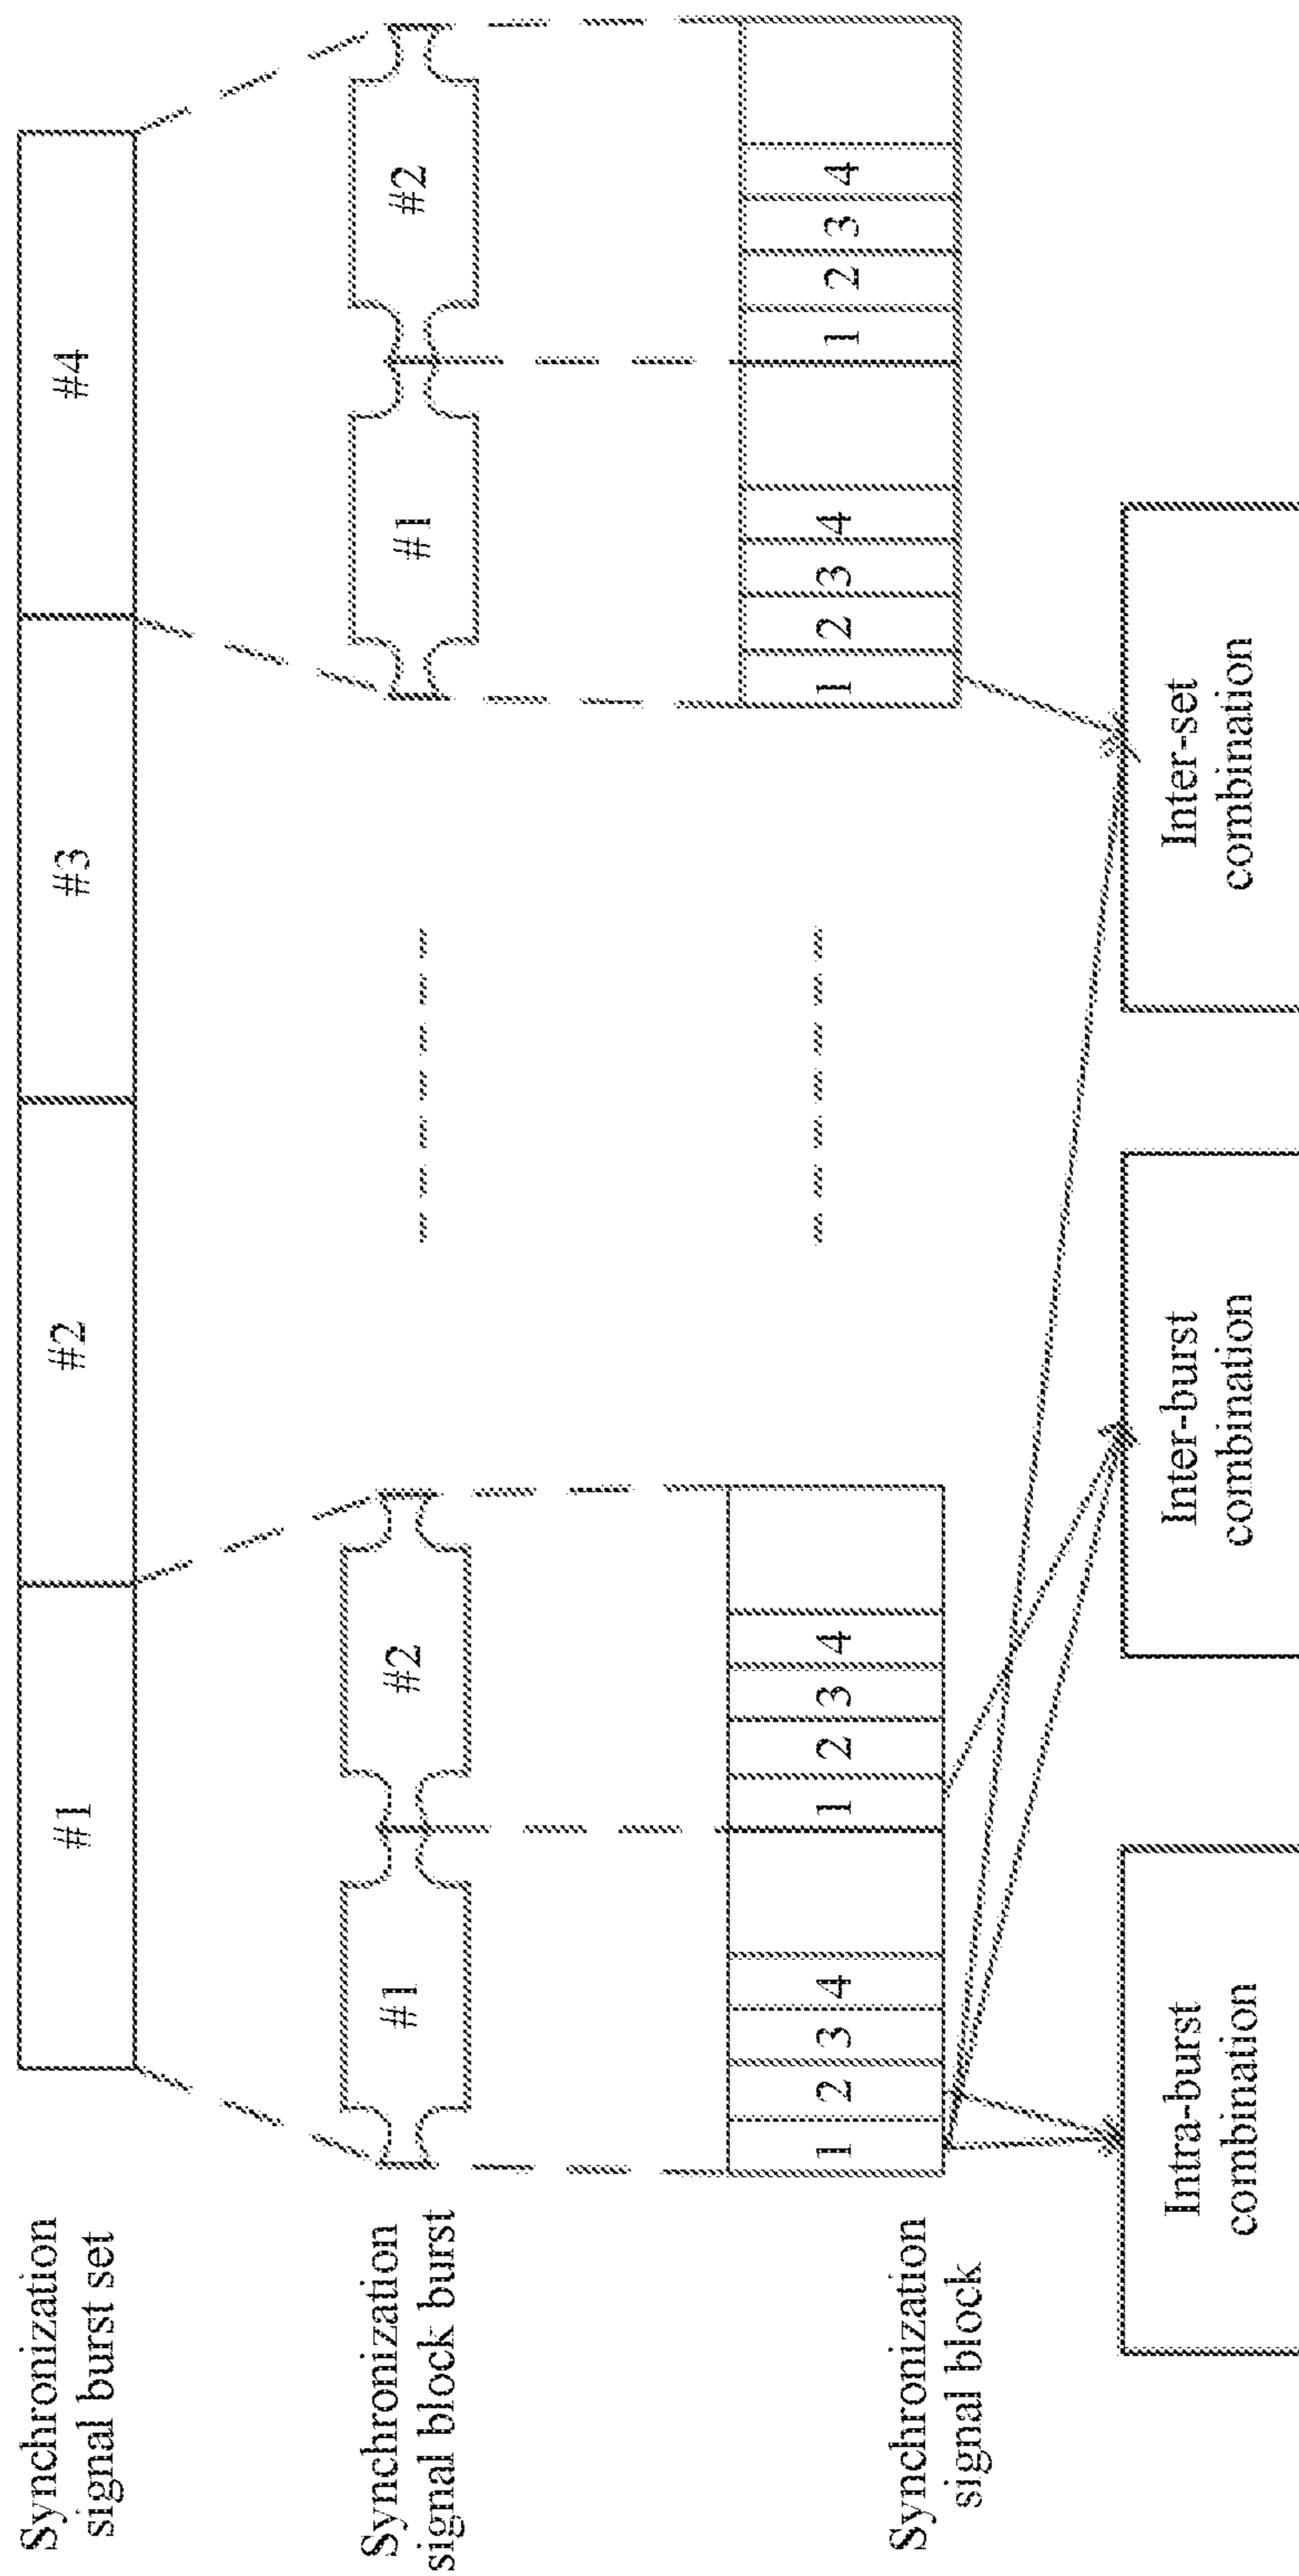 Synchronization
signal burst set
#1
#2
#3
#4
Synchronization
signal block burst
#1
#2
#1
#2
Synchronization
signal block
1 2 3 4
1 2 3 4
1 2 3 4
1 2 3 4
Intra-burst
combination
Inter-burst
combination
Inter-set
combination